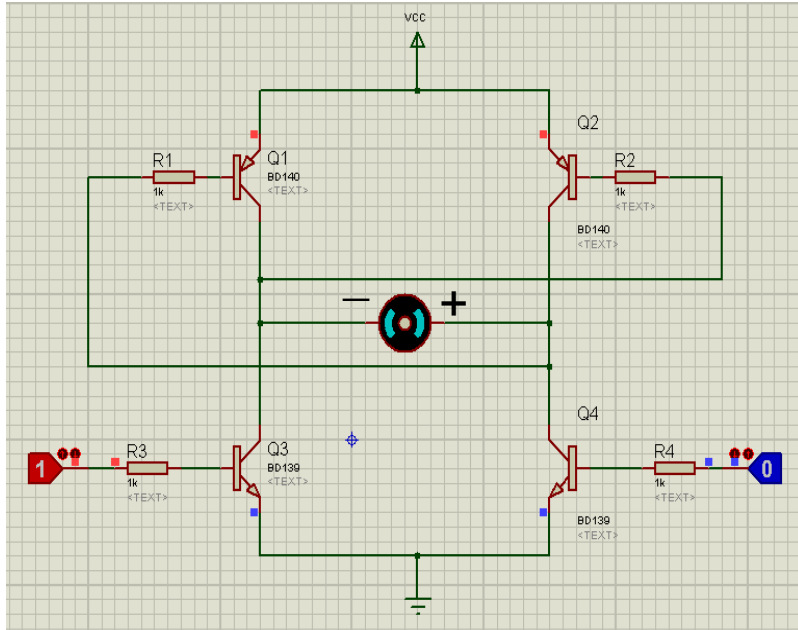 VCC
Q2
R1
Q1
R2
1k
BD140
1k
<TEXT>
<TEXT>
<TEXT>
BD140
<TEXT>
− +
Q4
R3
Q3
R4
1
BD139
0
1k
1k
<TEXT>
<TEXT>
<TEXT>
BD139
<TEXT>